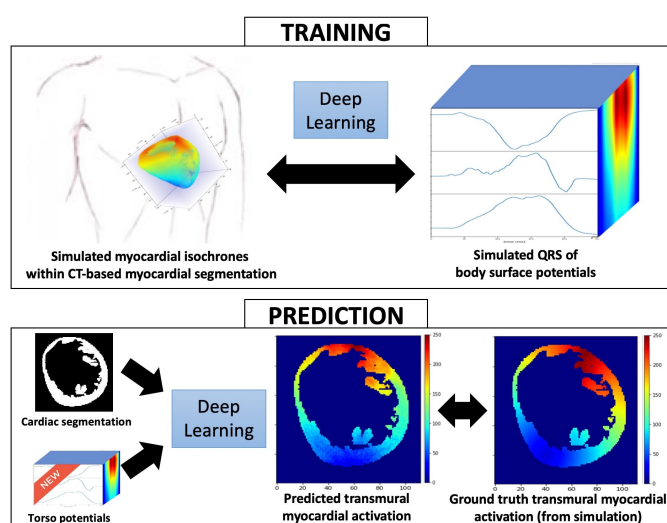 TRAINING
Deep
Learning
Simulated myocardial isochrones
within CT-based myocardial segmentation
Simulated QRS of
body surface potentials
PREDICTION
Cardiac segmentation
NEW
Torso potentials
Deep
Learning
250
200
150
100
50
0
0 20 40 60 80 100
Predicted transmural
myocardial activation
250
200
150
100
50
0
0 20 40 60 80 100
Ground truth transmural myocardial
activation (from simulation)